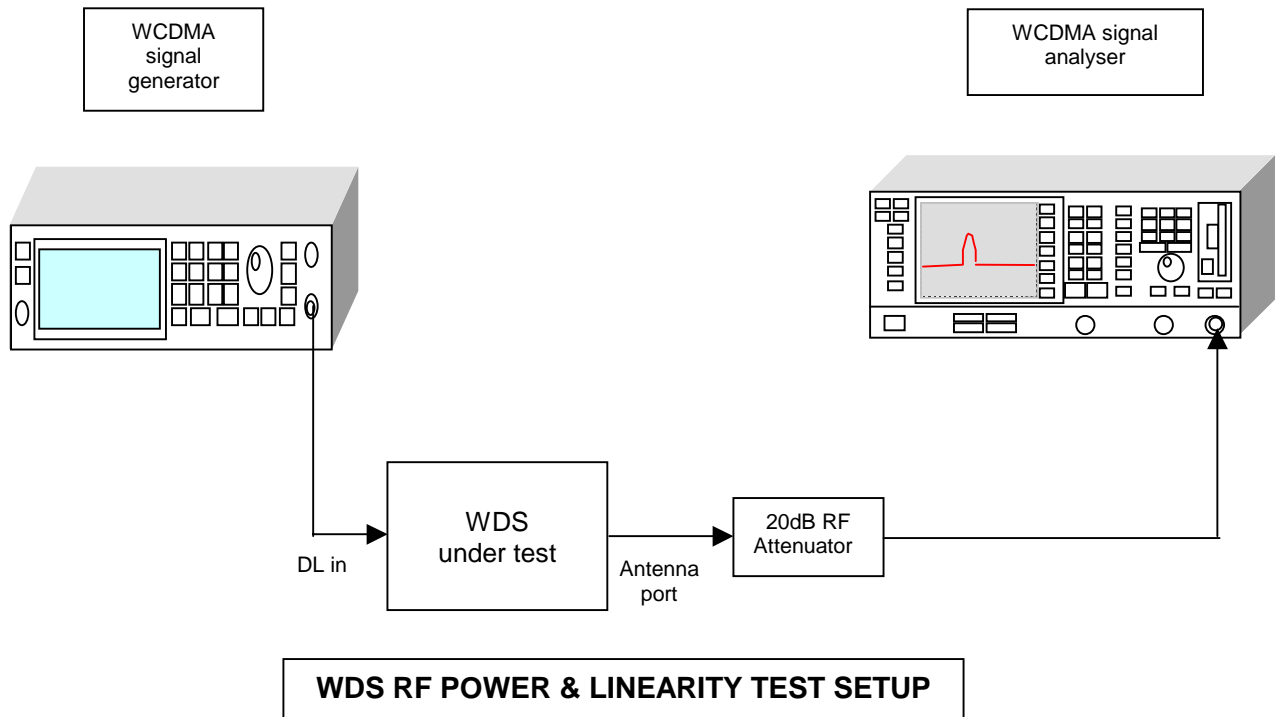 WCDMA
signal
generator
WCDMA signal
analyser
WDS
under test
20dB RF
Attenuator
DL in
Antenna
port
WDS RF POWER & LINEARITY TEST SETUP